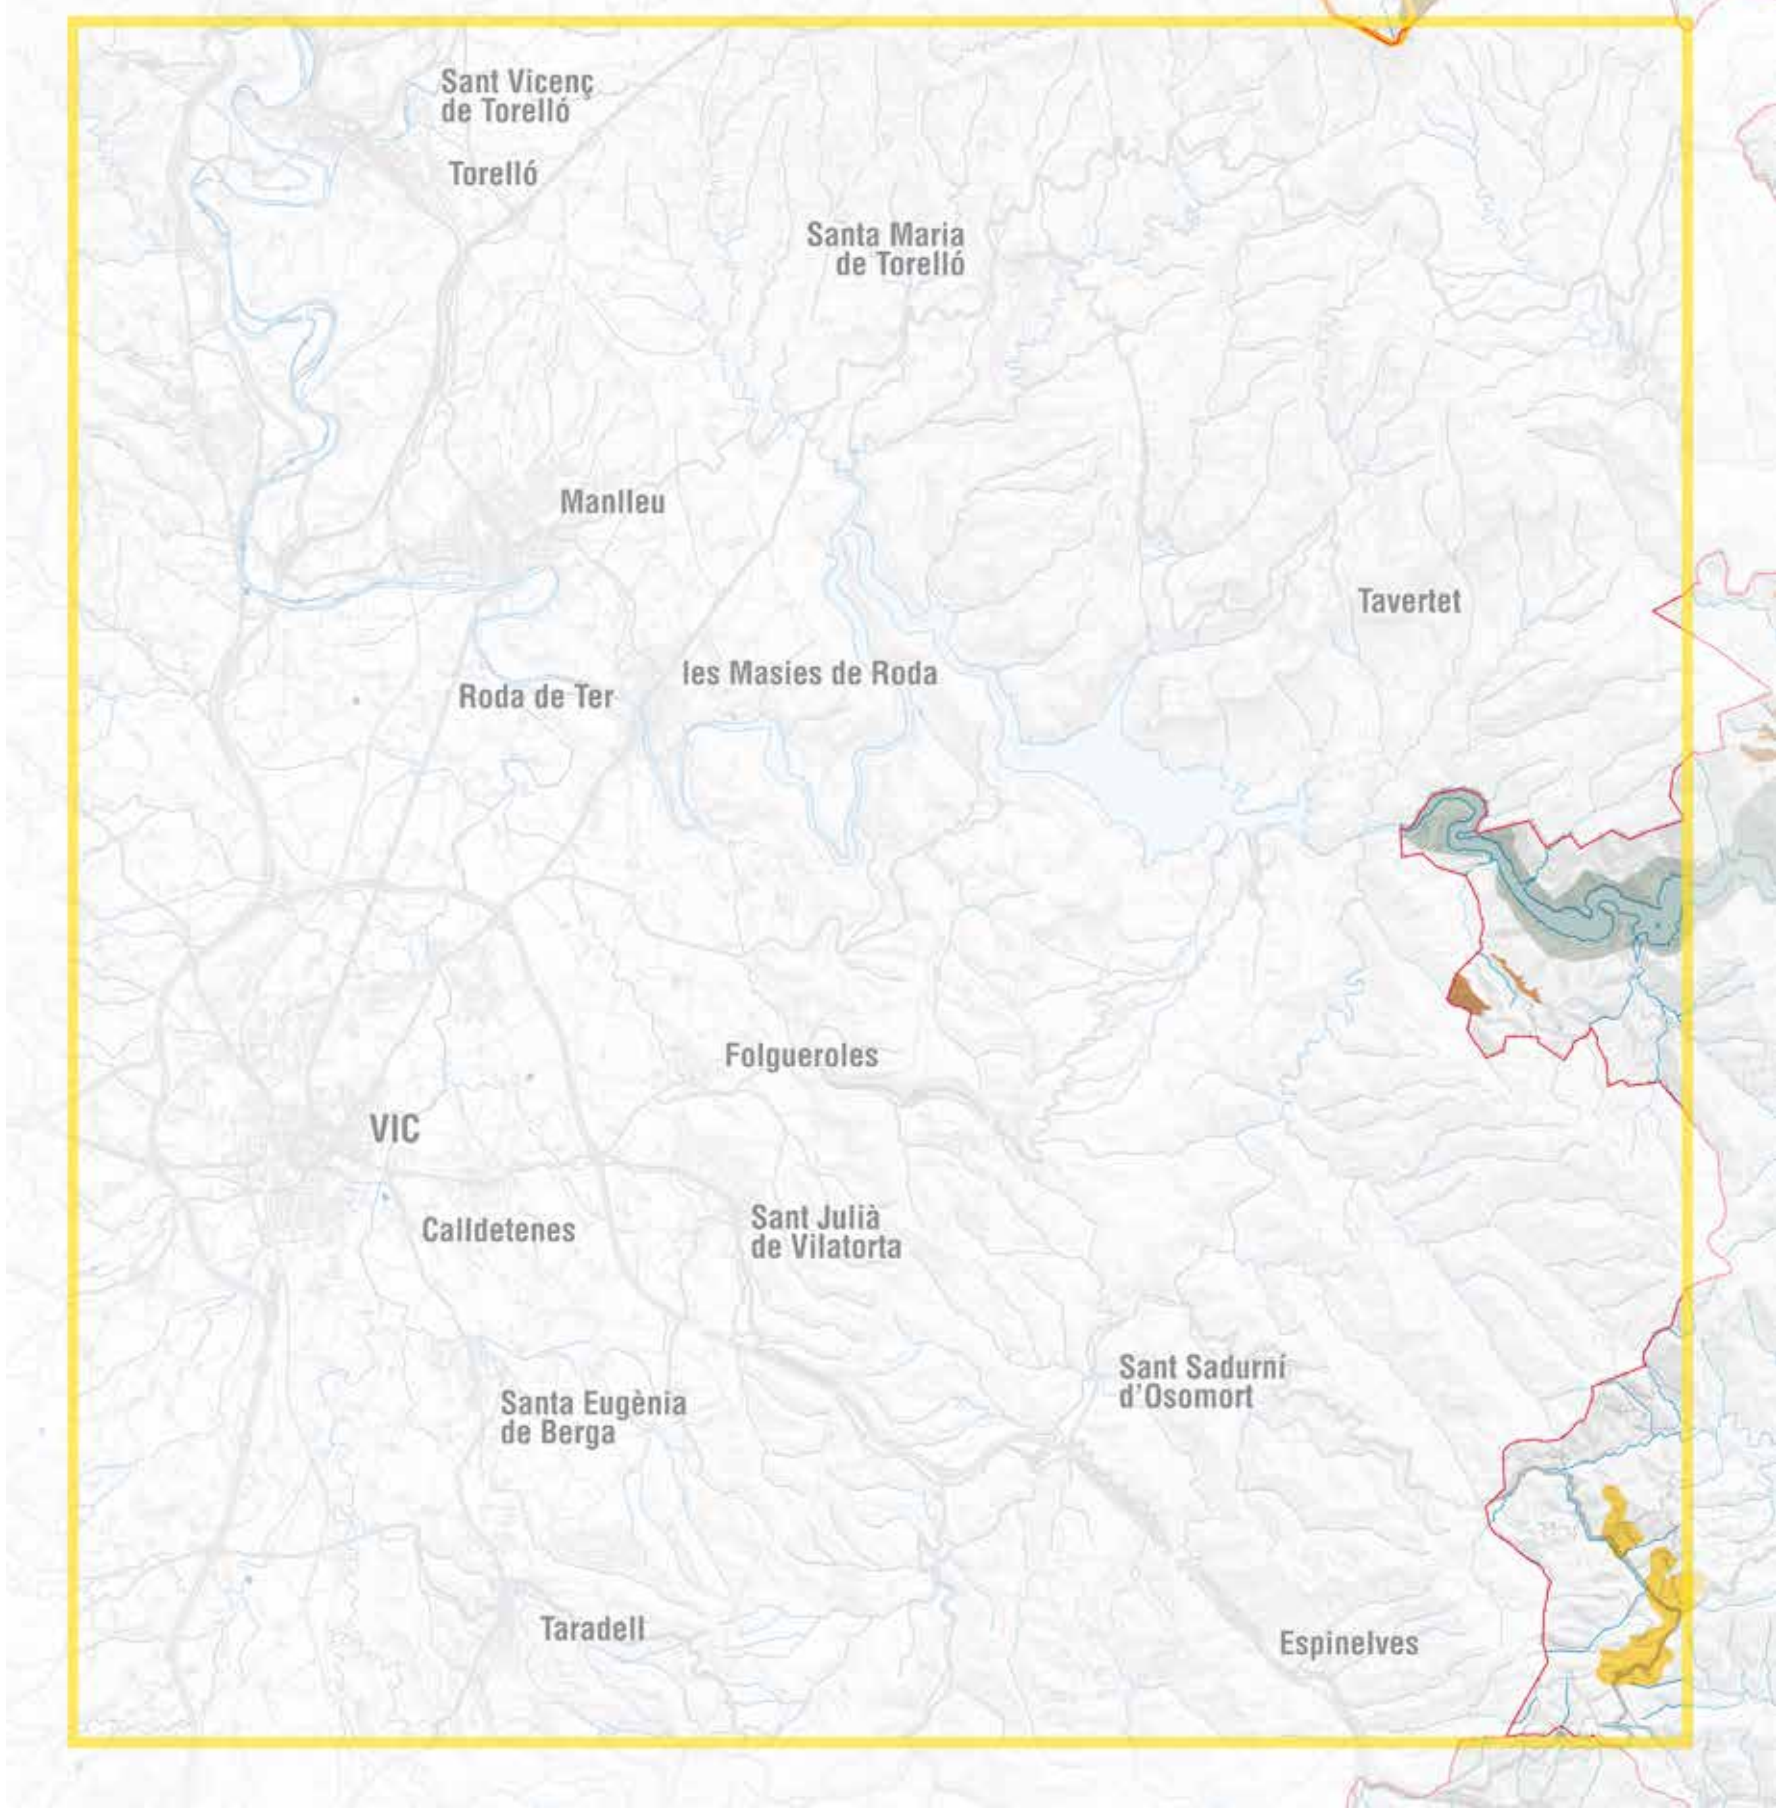 Sant Vicenç
de Torelló
Torelló
Santa Maria
de Torelló
Manlleu
Tavertet
les Masies de Roda
Roda de Ter
Folgueroles
VIC
Calldetenes
Sant Julià
de Vilatorta
Sant Sadurní
d'Osomort
Santa Eugènia
de Berga
Taradell
Espinelves